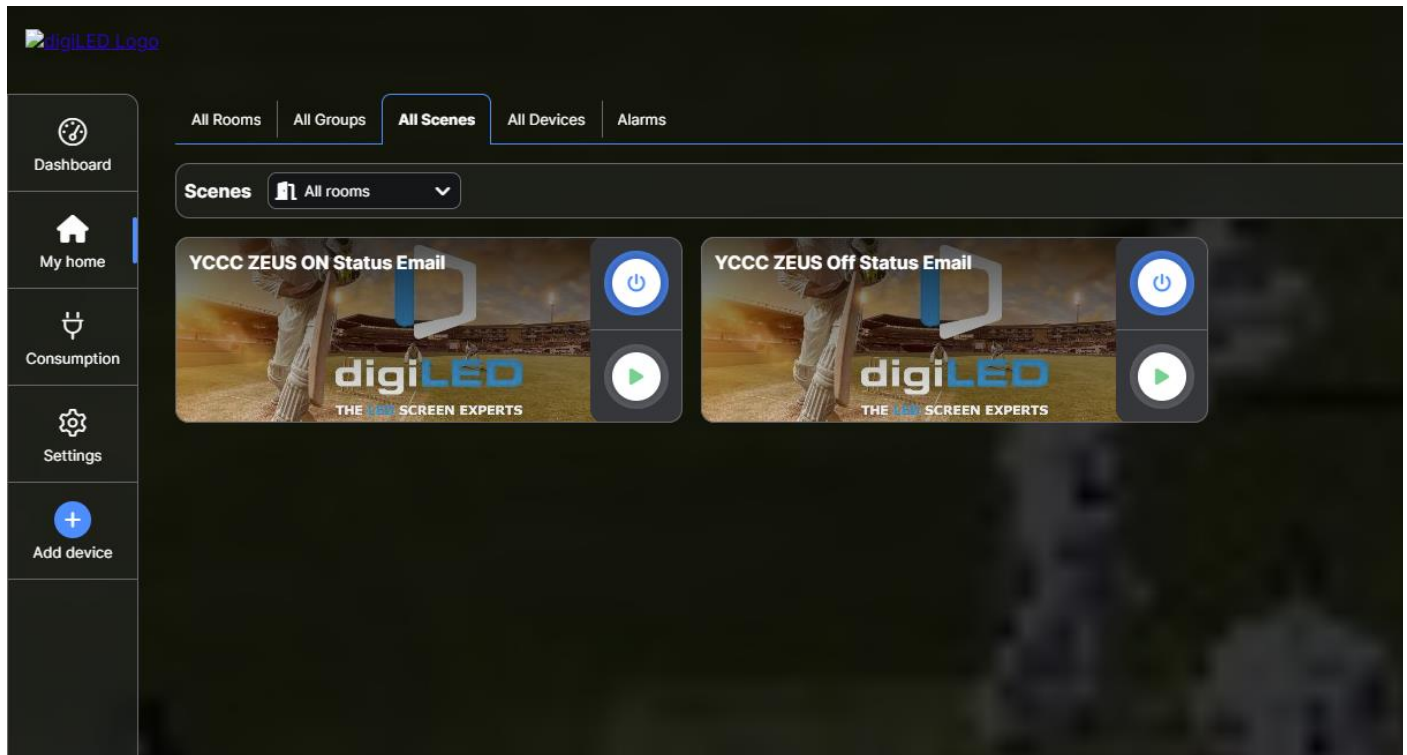 digiLED Logo
All Rooms All Groups All Scenes All Devices Alarms
Dashboard
Scenes All rooms
My home
YCCC ZEUS ON Status Email
YCCC ZEUS Off Status Email
digiLED
THE LED SCREEN EXPERTS
digiLED
THE LED SCREEN EXPERTS
Consumption
Settings
Add device